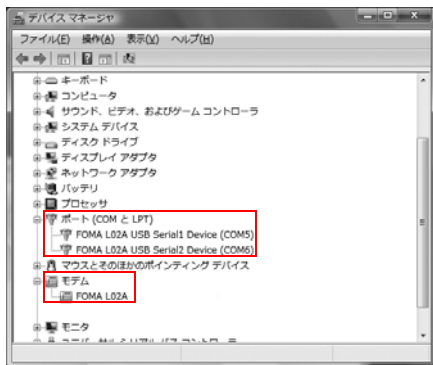 デバイス マネージャ
ファイル(F) 操作(A) 表示(V) ヘルプ(H)
キーボード
コンピュータ
サウンド、ビデオ、およびゲーム コントローラ
システム デバイス
ディスク ドライブ
ディスプレイ アダプタ
ネットワーク アダプタ
バッテリ
プロセッサ
ポート (COM と LPT)
FOMA L02A USB Serial1 Device (COM5)
FOMA L02A USB Serial2 Device (COM6)
マウスとそのほかのポインティング デバイス
モデム
FOMA L02A
モニタ